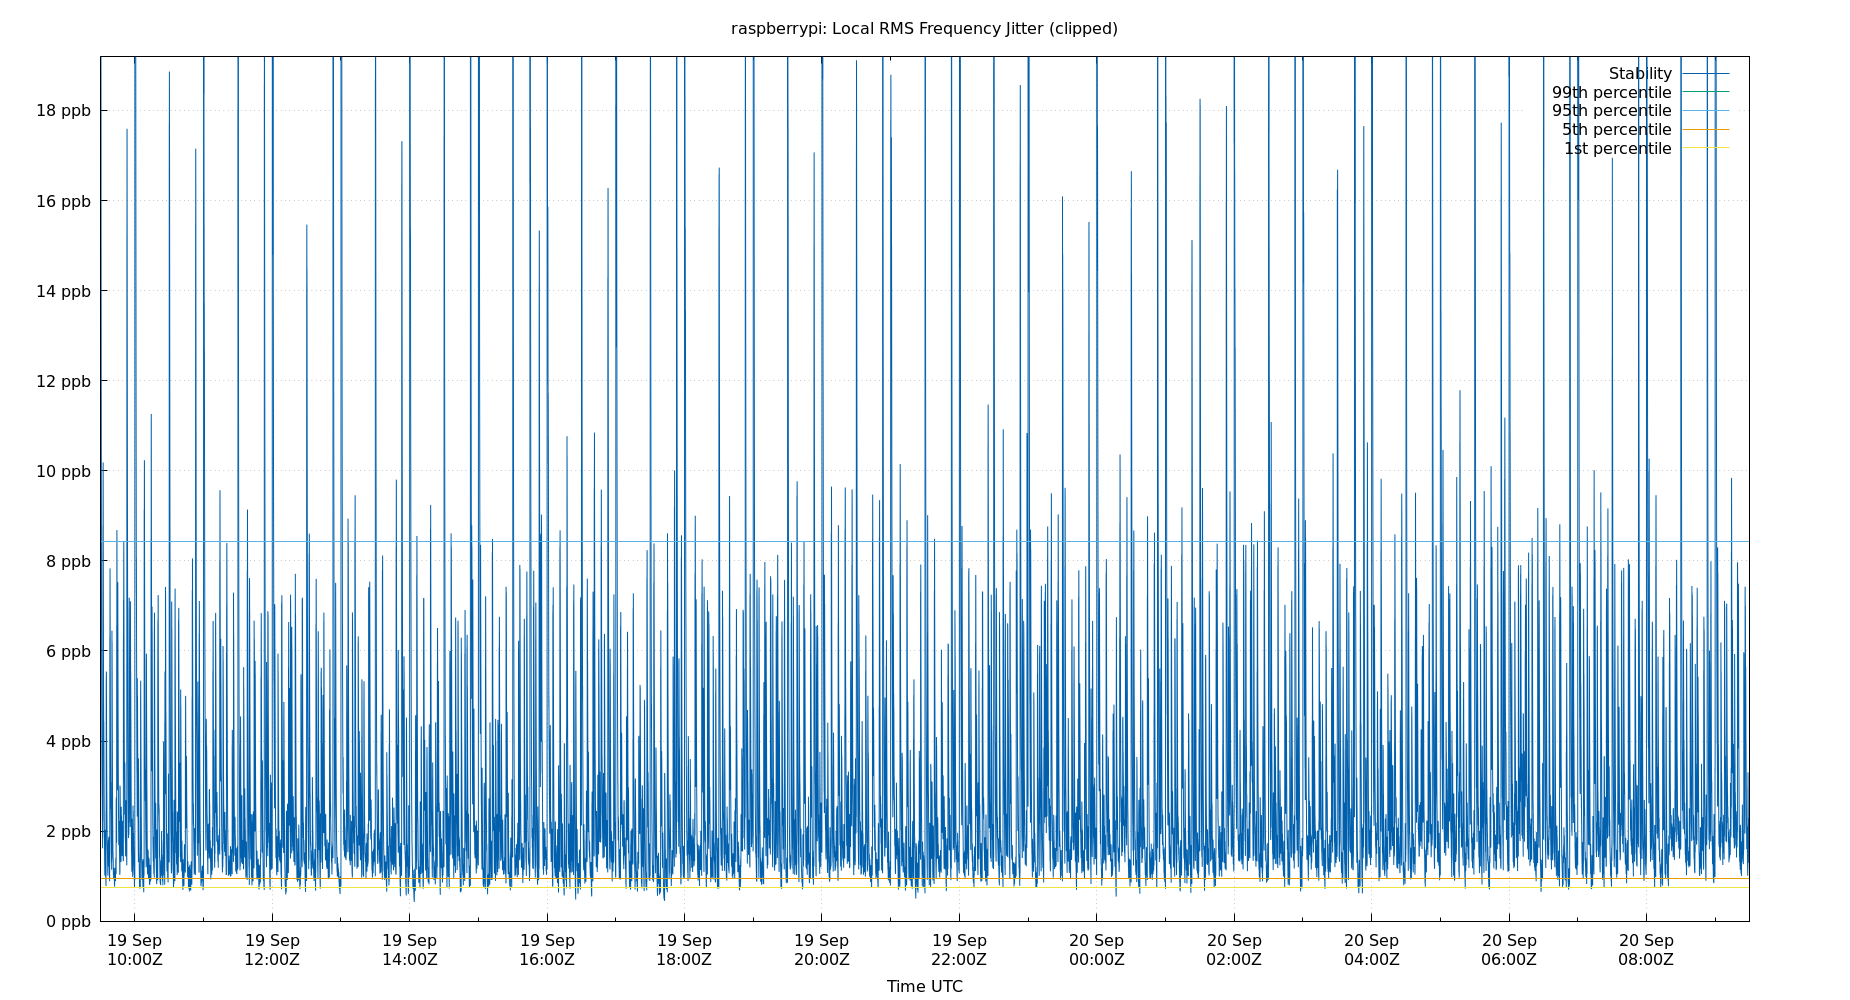 raspberrypi: Local RMS Frequency Jitter (clipped)
Stability
99th percentile
95th percentile
5th percentile
1st percentile
18 ppb
16 ppb
14 ppb
12 ppb
10 ppb
8 ppb
6 ppb
4 ppb
2 ppb
0 ppb
19 Sep 19 Sep 19 Sep 19 Sep 19 Sep 19 Sep 19 Sep 20 Sep 20 Sep 20 Sep 20 Sep 20 Sep
10:00Z 12:00Z 14:00Z 16:00Z 18:00Z 20:00Z 22:00Z 00:00Z 02:00Z 04:00Z 06:00Z 08:00Z
Time UTC